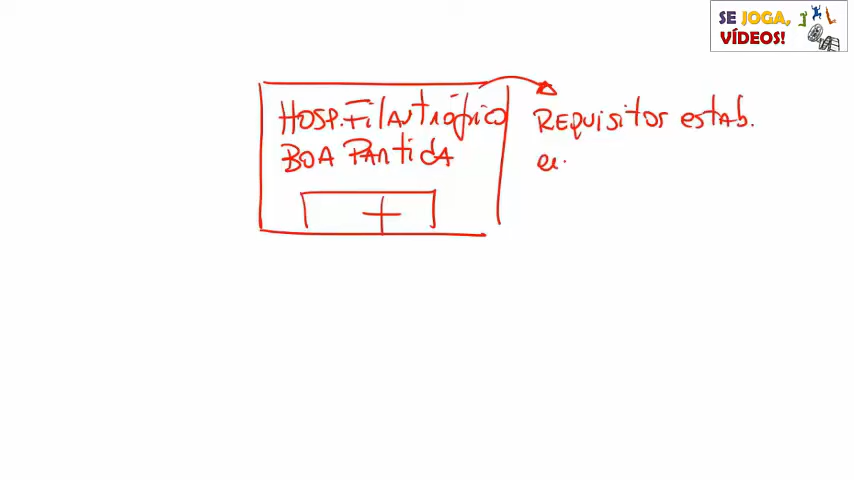 SE JOGA,
VÍDEOS!
HOSP. FilANTRÓPICO
BOA PARtidA
REQUISITOS ESTAB.